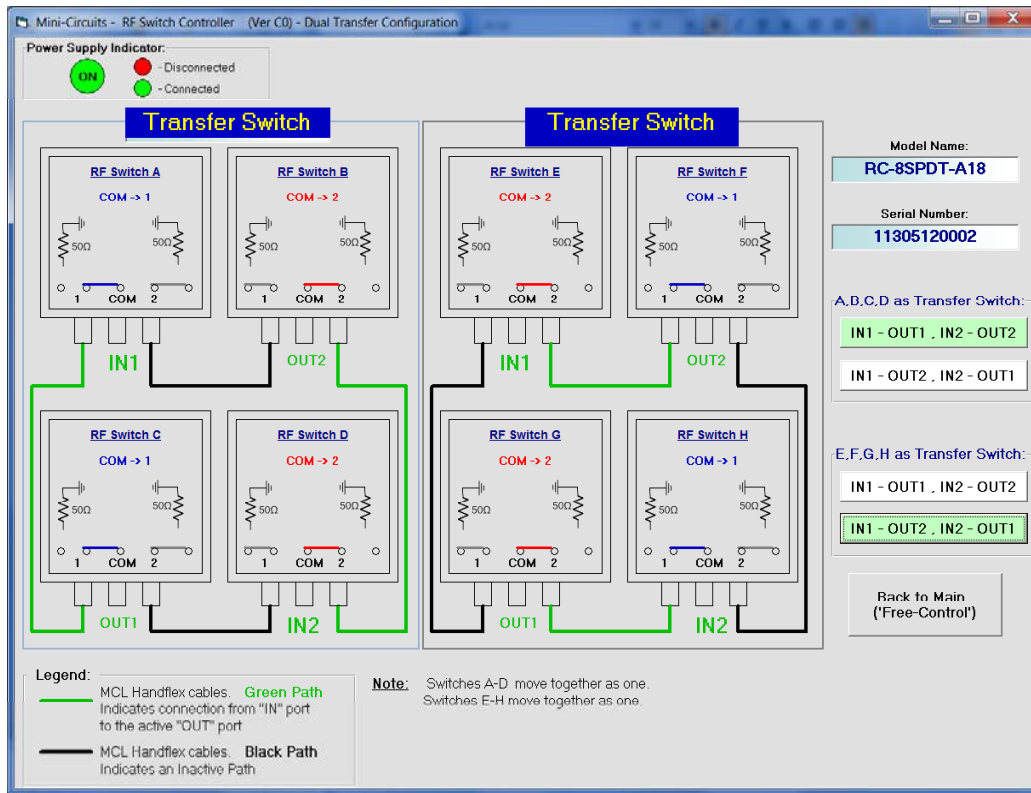 Mini-Circuits - RF Switch Controller (Ver C0) - Dual Transfer Configuration
Power Supply Indicator:
ON
- Disconnected
- Connected
Transfer Switch
Transfer Switch
RF Switch A
COM -> 1
50Ω
50Ω
1 COM 2
RF Switch B
COM -> 2
50Ω
50Ω
1 COM 2
RF Switch E
COM -> 2
50Ω
50Ω
1 COM 2
RF Switch F
COM -> 1
50Ω
50Ω
1 COM 2
IN1
OUT2
IN1
OUT2
RF Switch C
COM -> 1
50Ω
50Ω
1 COM 2
RF Switch D
COM -> 2
50Ω
50Ω
1 COM 2
RF Switch G
COM -> 2
50Ω
50Ω
1 COM 2
RF Switch H
COM -> 1
50Ω
50Ω
1 COM 2
OUT1
IN2
OUT1
IN2
Model Name:
RC-8SPDT-A18
Serial Number:
11305120002
A,B,C,D as Transfer Switch:
IN1 - OUT1 , IN2 - OUT2
IN1 - OUT2 , IN2 - OUT1
E,F,G,H as Transfer Switch:
IN1 - OUT1 , IN2 - OUT2
IN1 - OUT2 , IN2 - OUT1
Back to Main
('Free-Control')
Legend:
MCL Handflex cables. Green Path
Indicates connection from "IN" port
to the active "OUT" port
MCL Handflex cables. Black Path
Indicates an Inactive Path
Note: Switches A-D move together as one.
Switches E-H move together as one.